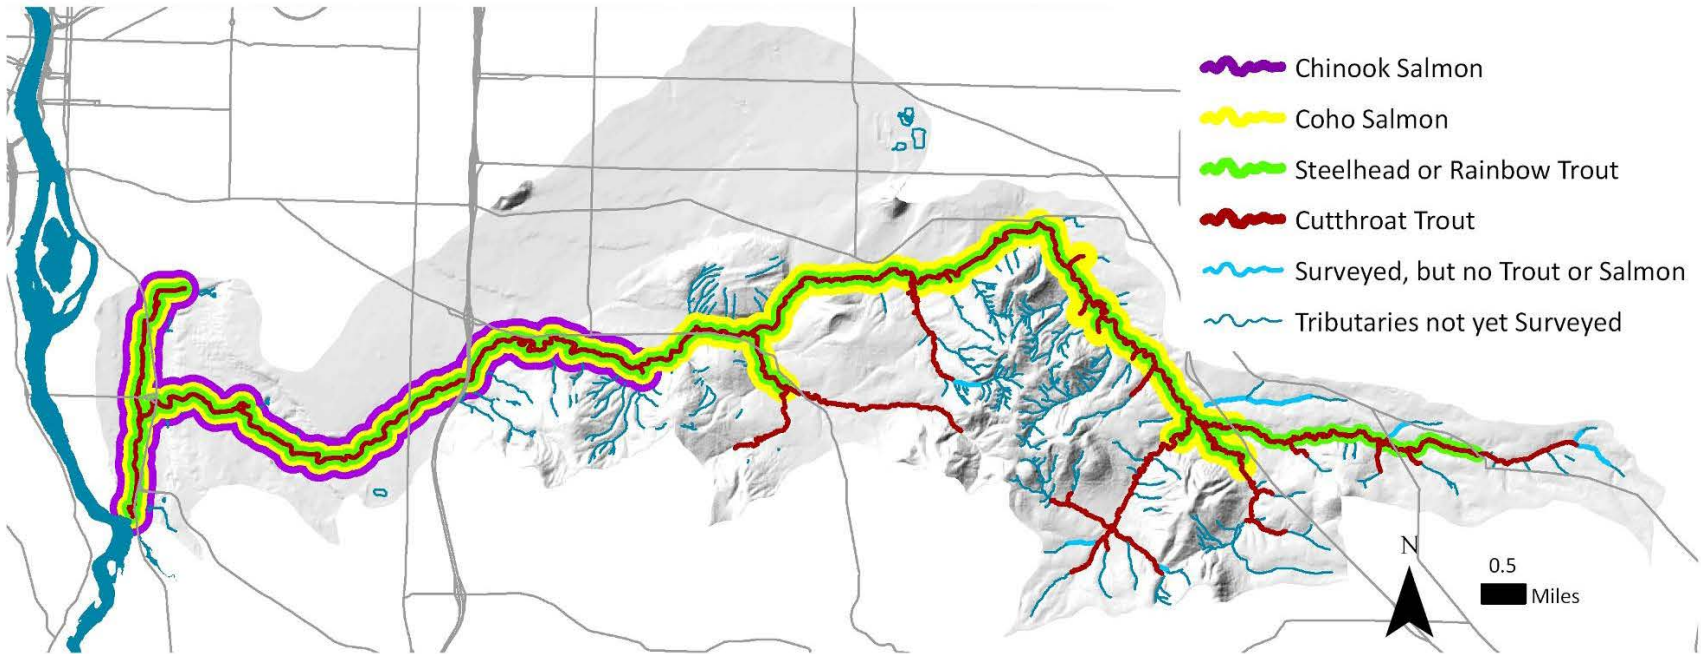 Chinook Salmon
Coho Salmon
Steelhead or Rainbow Trout
Cutthroat Trout
Surveyed, but no Trout or Salmon
Tributaries not yet Surveyed
N
0.5
Miles